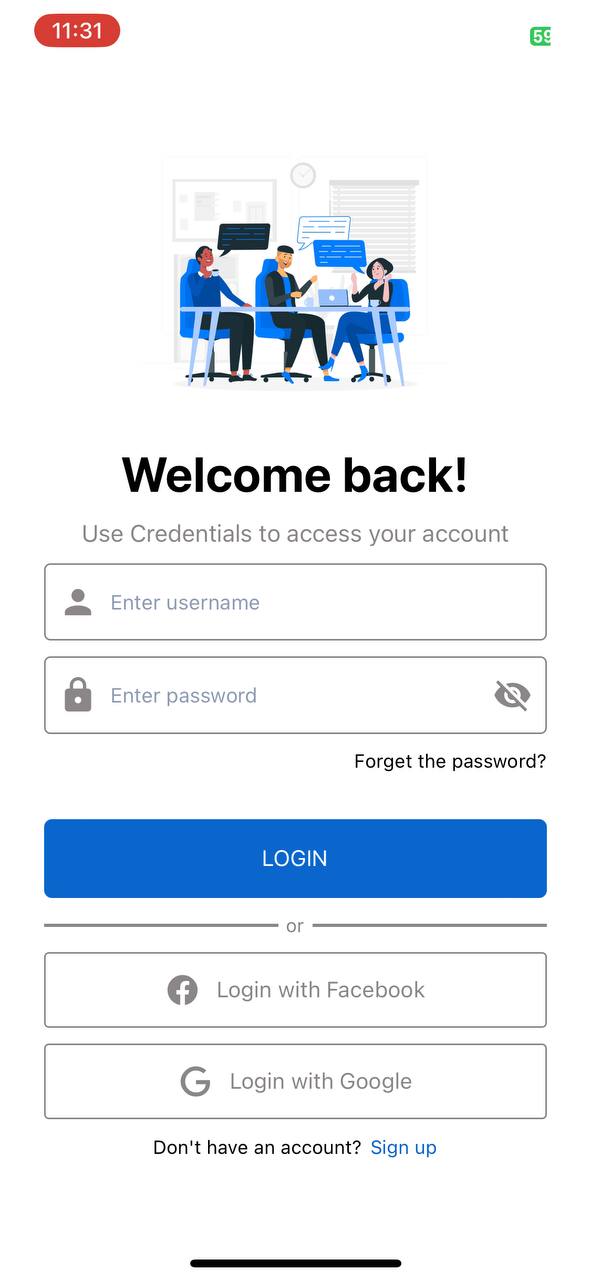 11:31
59
Welcome back!
Use Credentials to access your account
Enter username
Enter password
Forget the password?
LOGIN
or
Login with Facebook
Login with Google
Don't have an account? Sign up